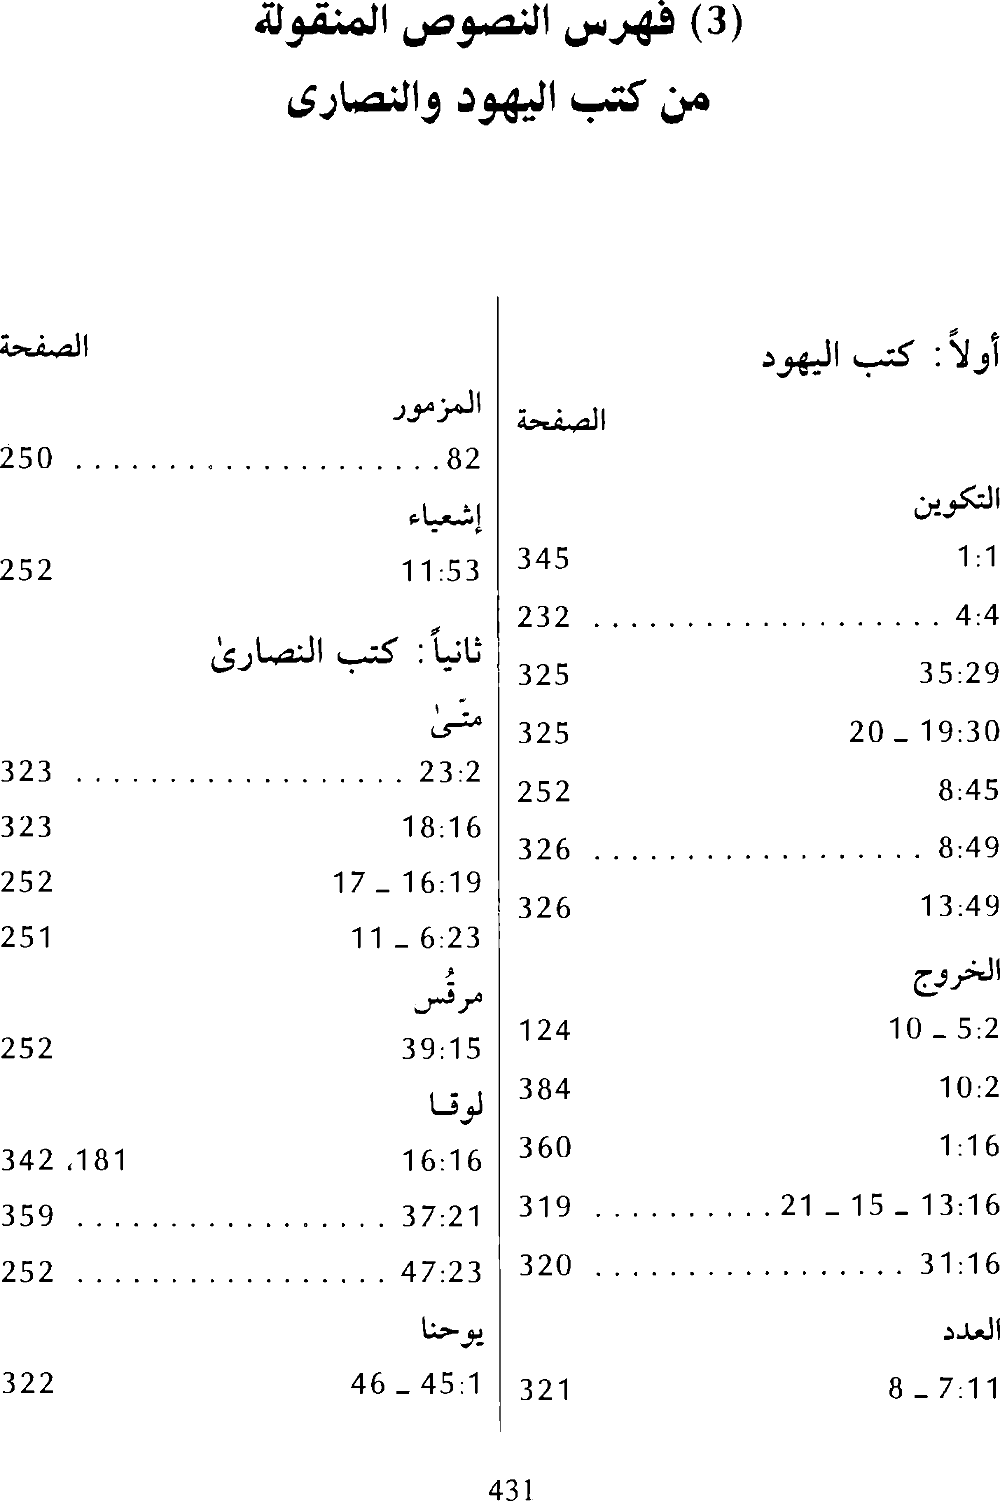 (3) فهرس النصوص المنقولة
من كتب اليهود والنصارى
أولاً: كتب اليهود
الصفحة
التكوين
1:1 345
4:4 . . . . . . . . . . . . . . . . . . . 232
35:29 325
19:30 ـ 20 325
8:45 252
8:49 . . . . . . . . . . . . . . . . . . 326
13:49 326
الخروج
5:2 ـ 10 124
10:2 384
1:16 360
13:16 ـ 15 ـ 21 . . . . . . . . . . 319
31:16 . . . . . . . . . . . . . . . . . 320
العدد
7:11 ـ 8 321
الصفحة
المزمور
82 . . . . . . . . . . . . . . . . . . . . 250
إشعياء
11:53 252
ثانياً: كتب النصارىٰ
متّـىٰ
23:2 . . . . . . . . . . . . . . . . . . 323
18:16 323
16:19 ـ 17 252
6:23 ـ 11 251
مرقُس
39:15 252
لوقـا
16:16 181، 342
37:21 . . . . . . . . . . . . . . . . . 359
47:23 . . . . . . . . . . . . . . . . . 252
يوحنا
45:1 ـ 46 322
431